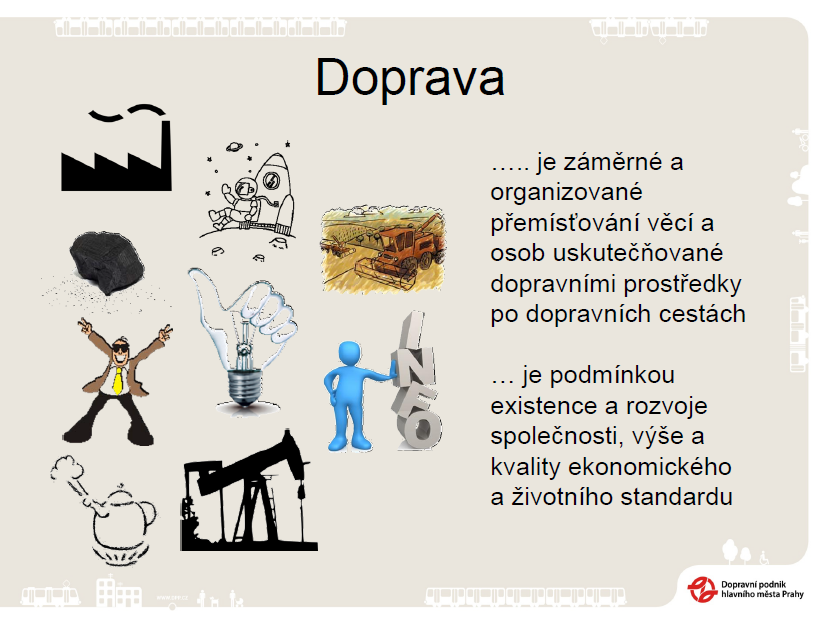 Doprava
….. je záměrné a
organizované
přemísťování věcí a
osob uskutečňované
dopravními prostředky
po dopravních cestách
… je podmínkou
existence a rozvoje
společnosti, výše a
kvality ekonomického
a životního standardu
INFO
Dopravní podnik
hlavního města Prahy